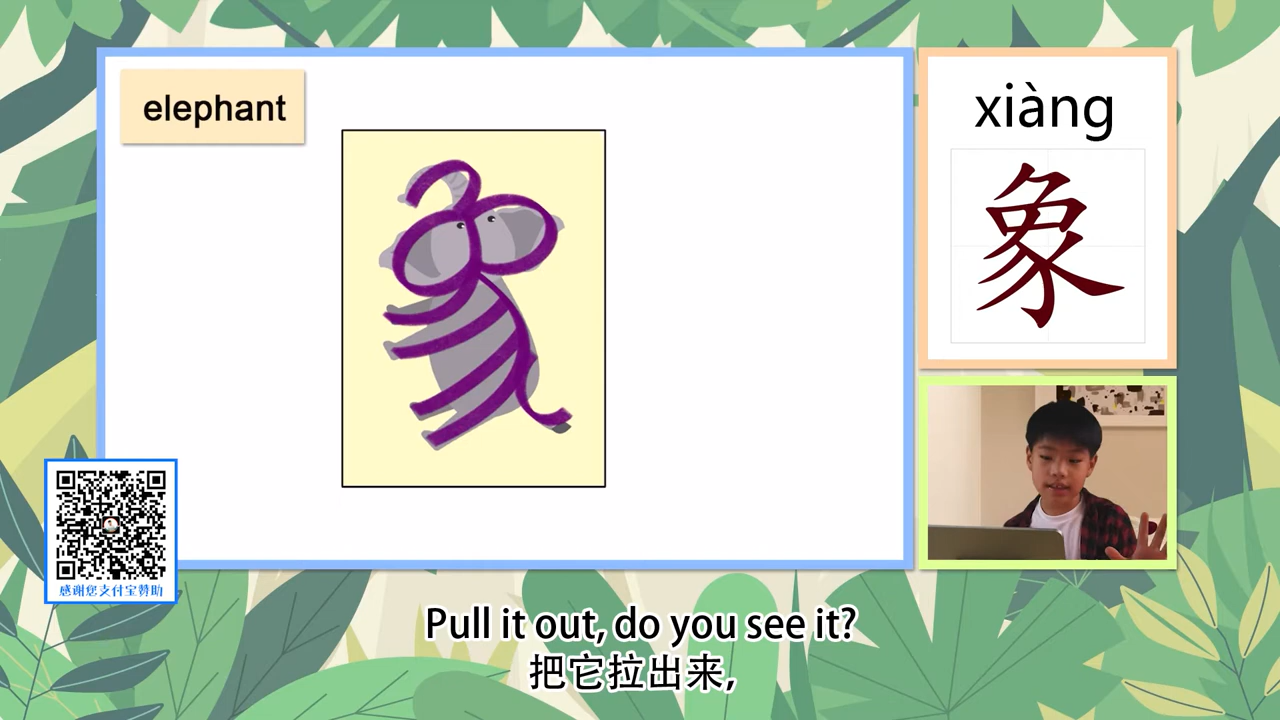 elephant
xiàng
象
感谢您支付宝赞助
Pull it out, do you see it?
把它拉出来,